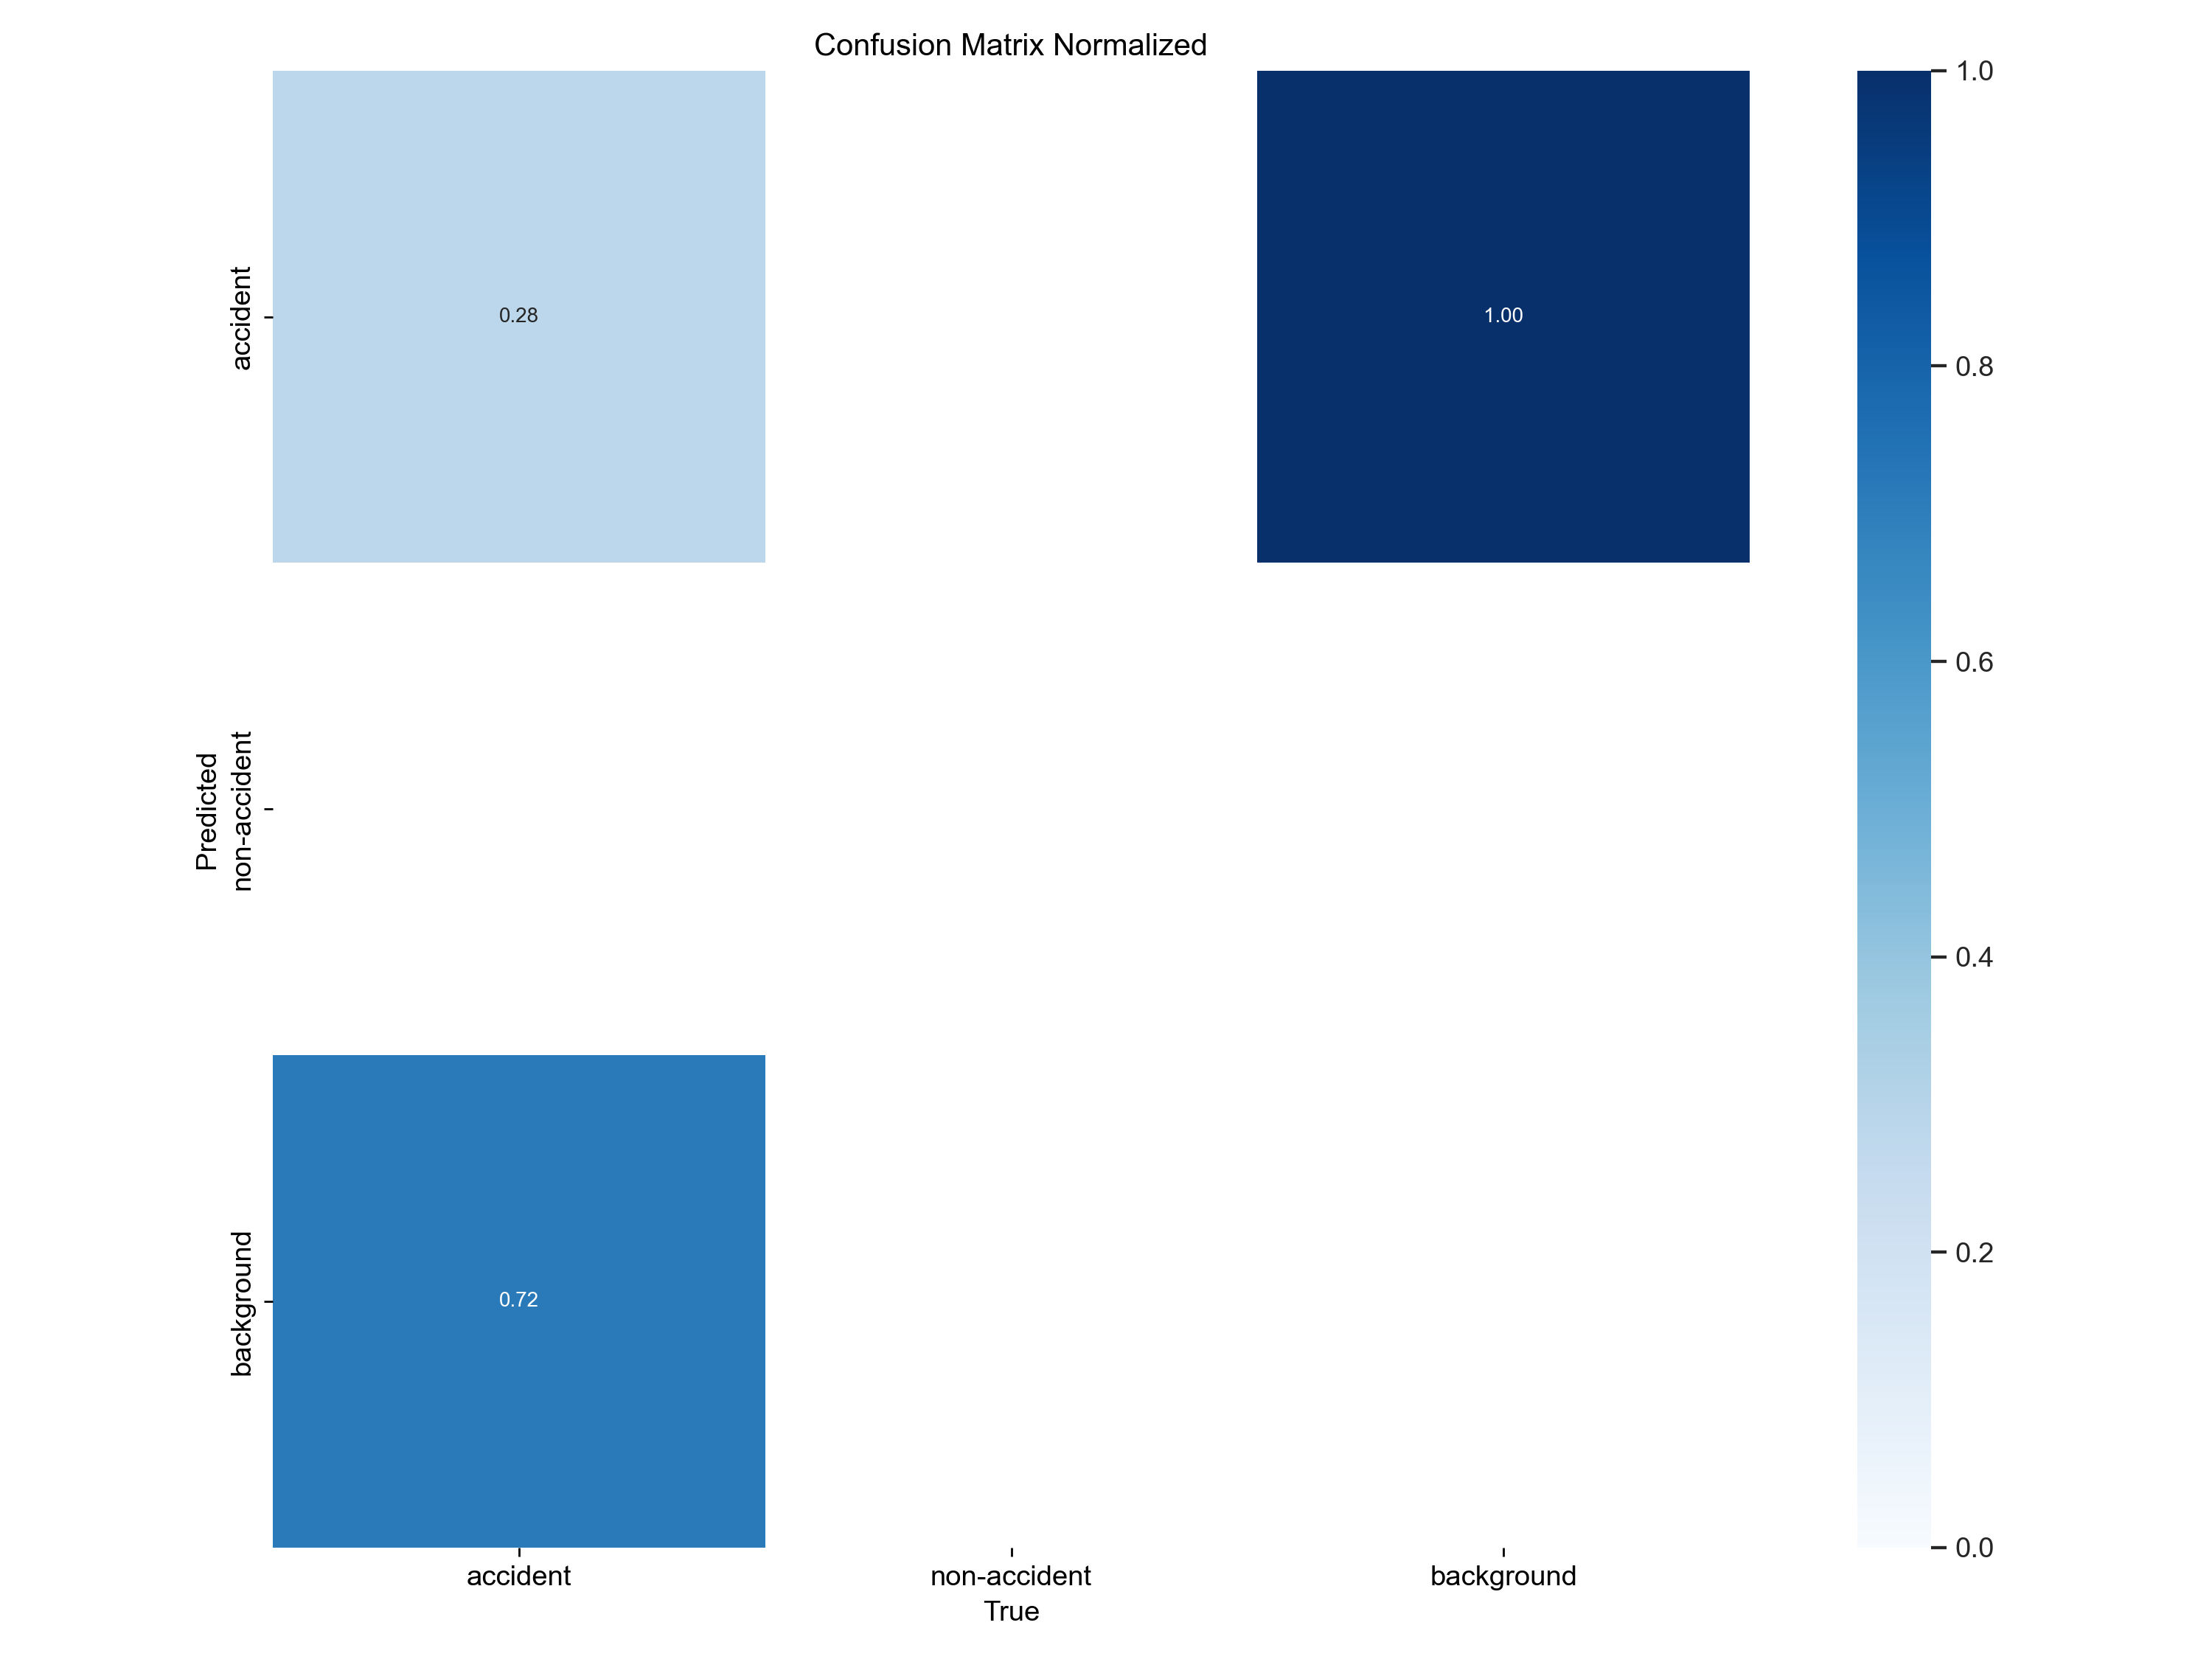 Confusion Matrix Normalized
accident
0.28
1.00
Predicted
non-accident
background
0.72
accident
non-accident
background
True
1.0
0.8
0.6
0.4
0.2
0.0